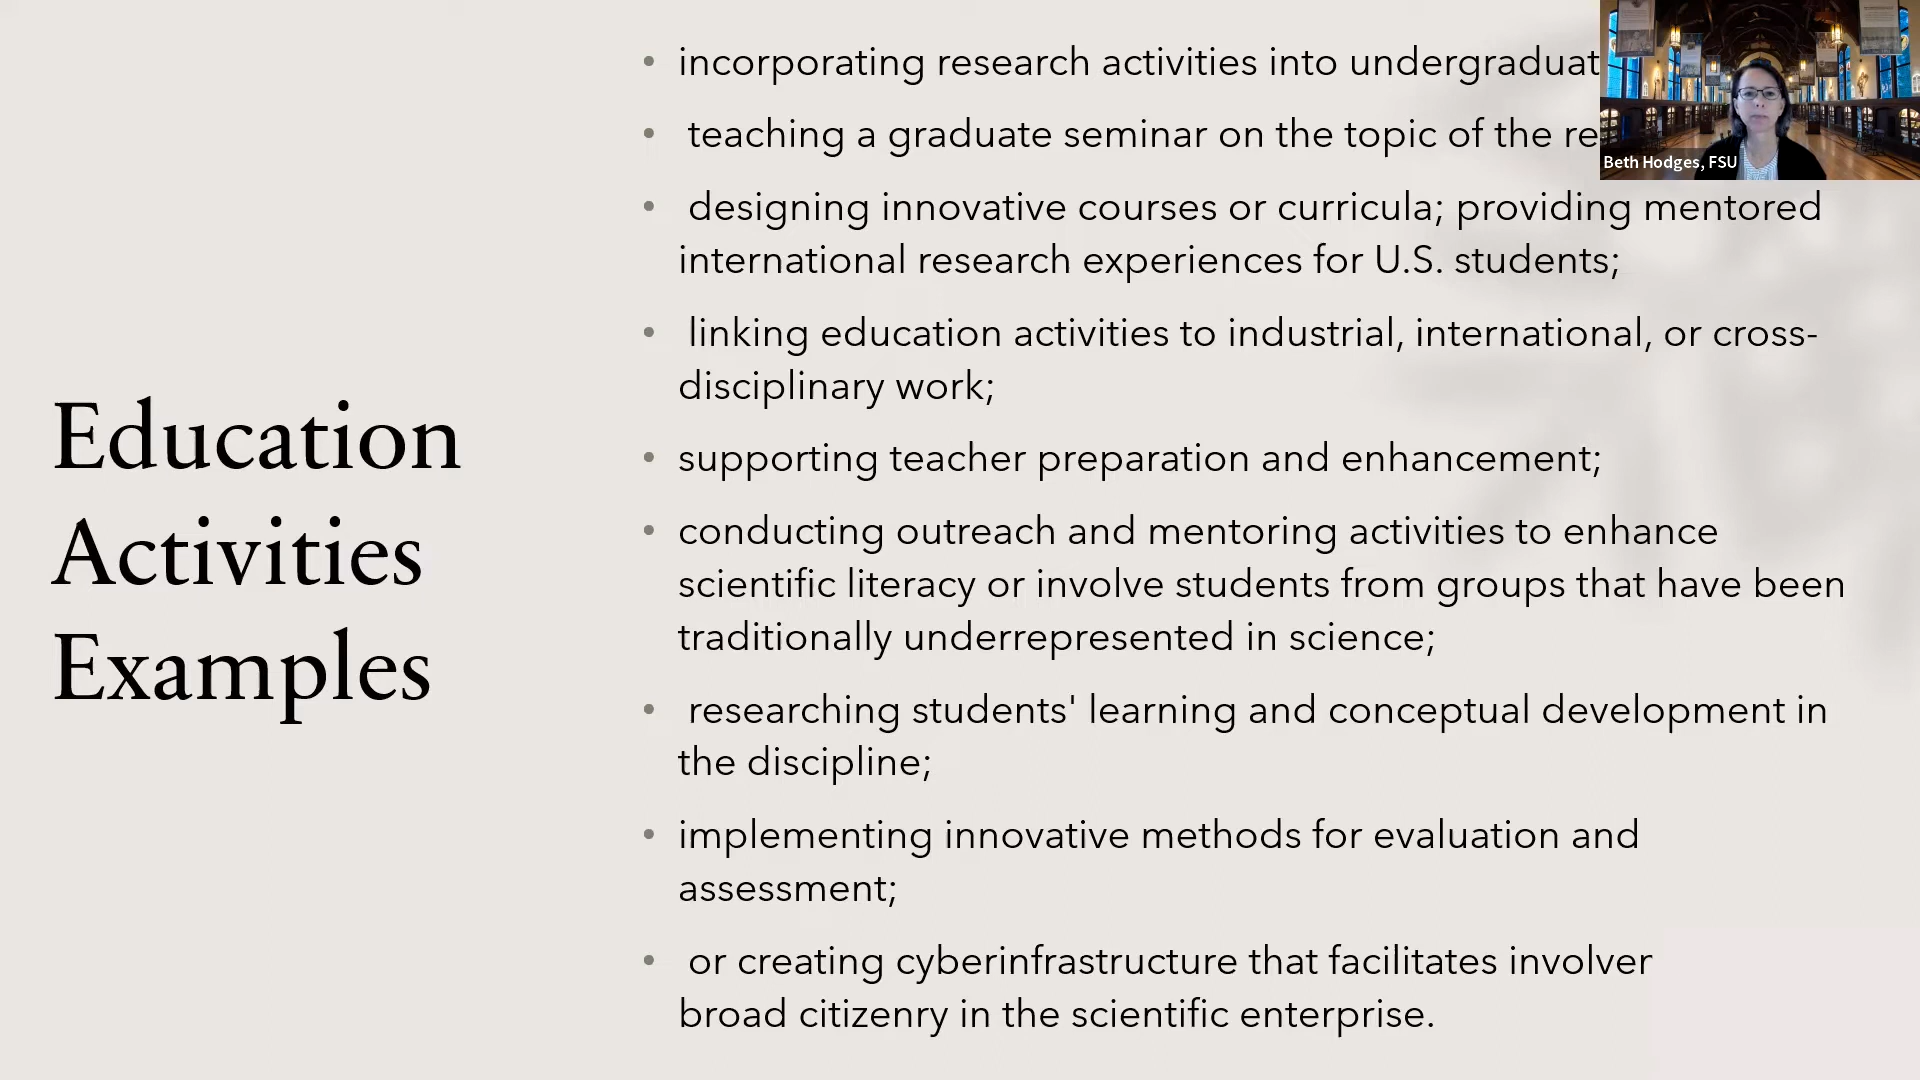 Education
Activities
Examples
• incorporating research activities into undergraduat
• teaching a graduate seminar on the topic of the re
• designing innovative courses or curricula; providing mentored
international research experiences for U.S. students;
• linking education activities to industrial, international, or cross-
disciplinary work;
• supporting teacher preparation and enhancement;
• conducting outreach and mentoring activities to enhance
scientific literacy or involve students from groups that have been
traditionally underrepresented in science;
• researching students' learning and conceptual development in
the discipline;
• implementing innovative methods for evaluation and
assessment;
• or creating cyberinfrastructure that facilitates involver
broad citizenry in the scientific enterprise.
Beth Hodges, FSU